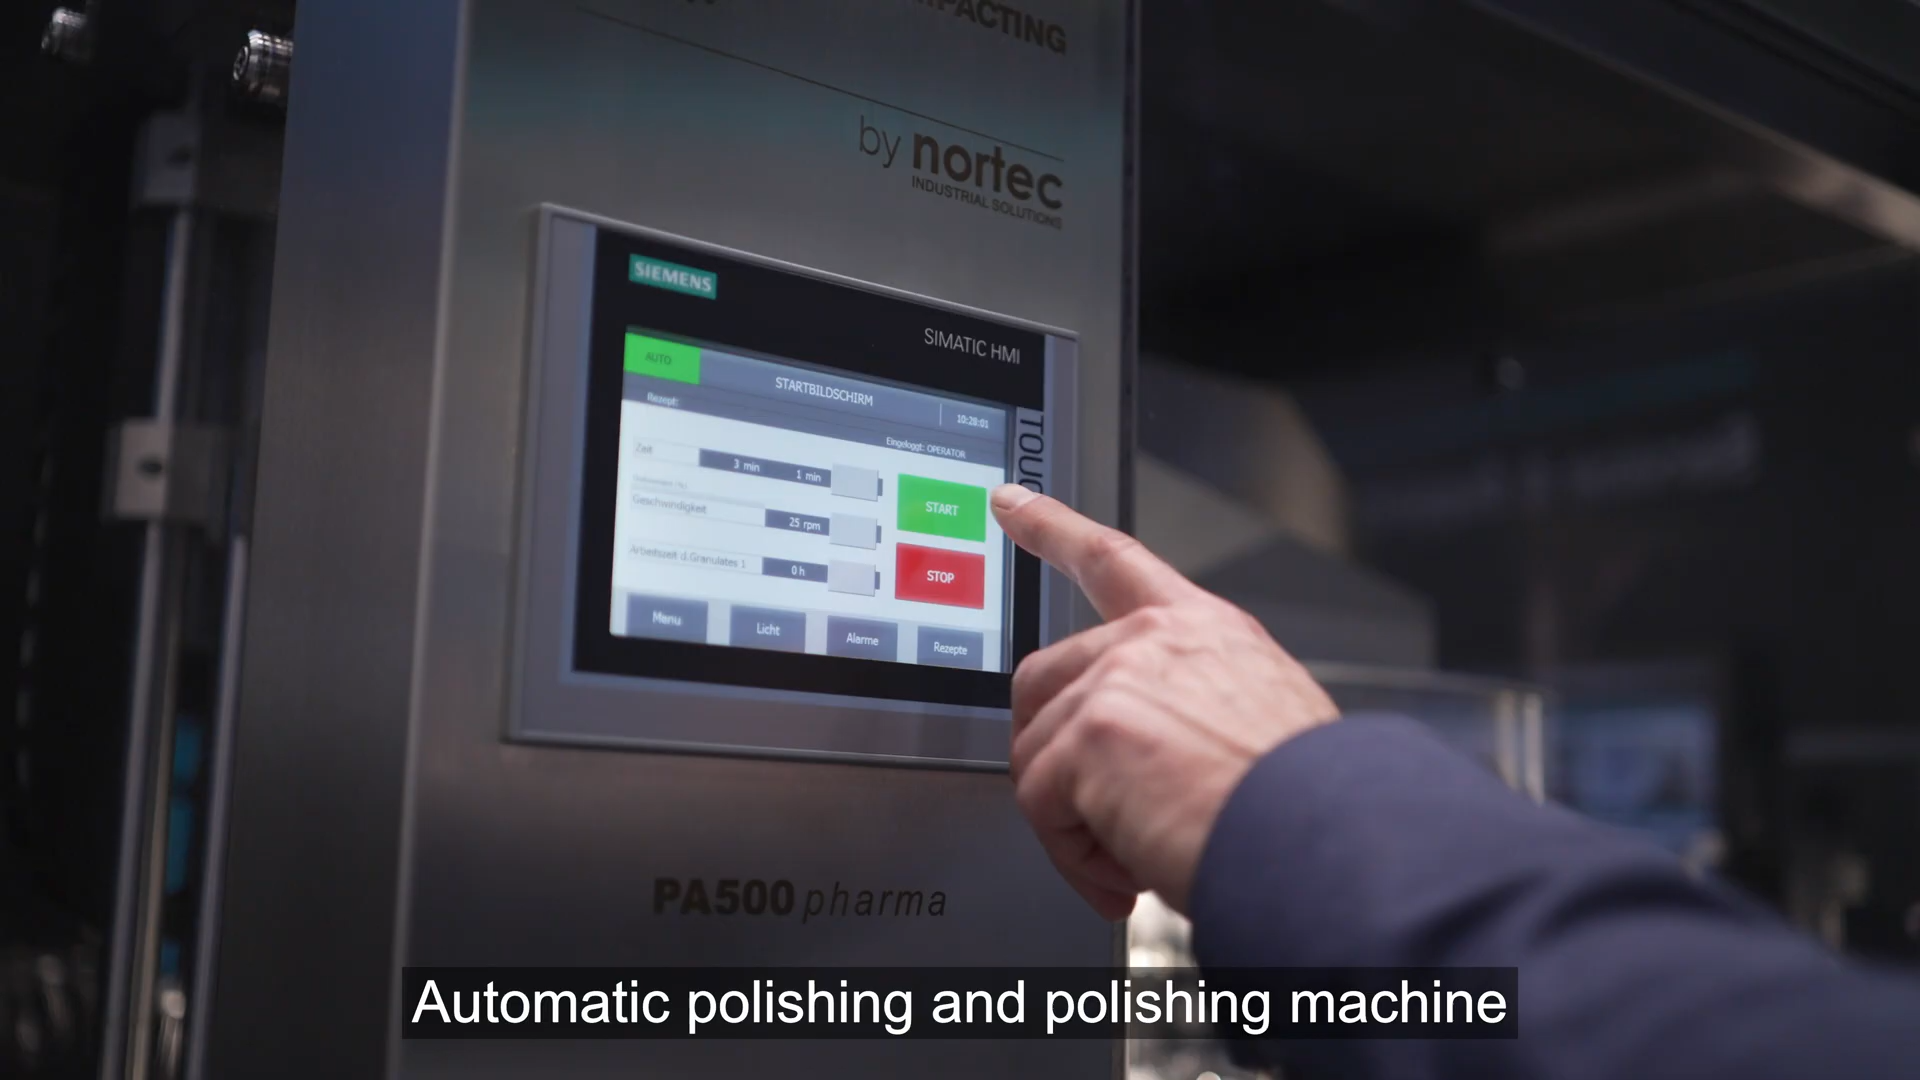 by nortec
INDUSTRIAL SOLUTIONS
SIEMENS
SIMATIC HMI
AUTO
STARTBILDSCHIRM
10:28:01
Rezept:
Eingeloggt: OPERATOR
Zeit
3 min
1 min
Geschwindigkeit
25 rpm
Arbeitszeit d.Granulates 1
0 h
START
STOP
Menu
Licht
Alarme
Rezepte
PA500 pharma
Automatic polishing and polishing machine